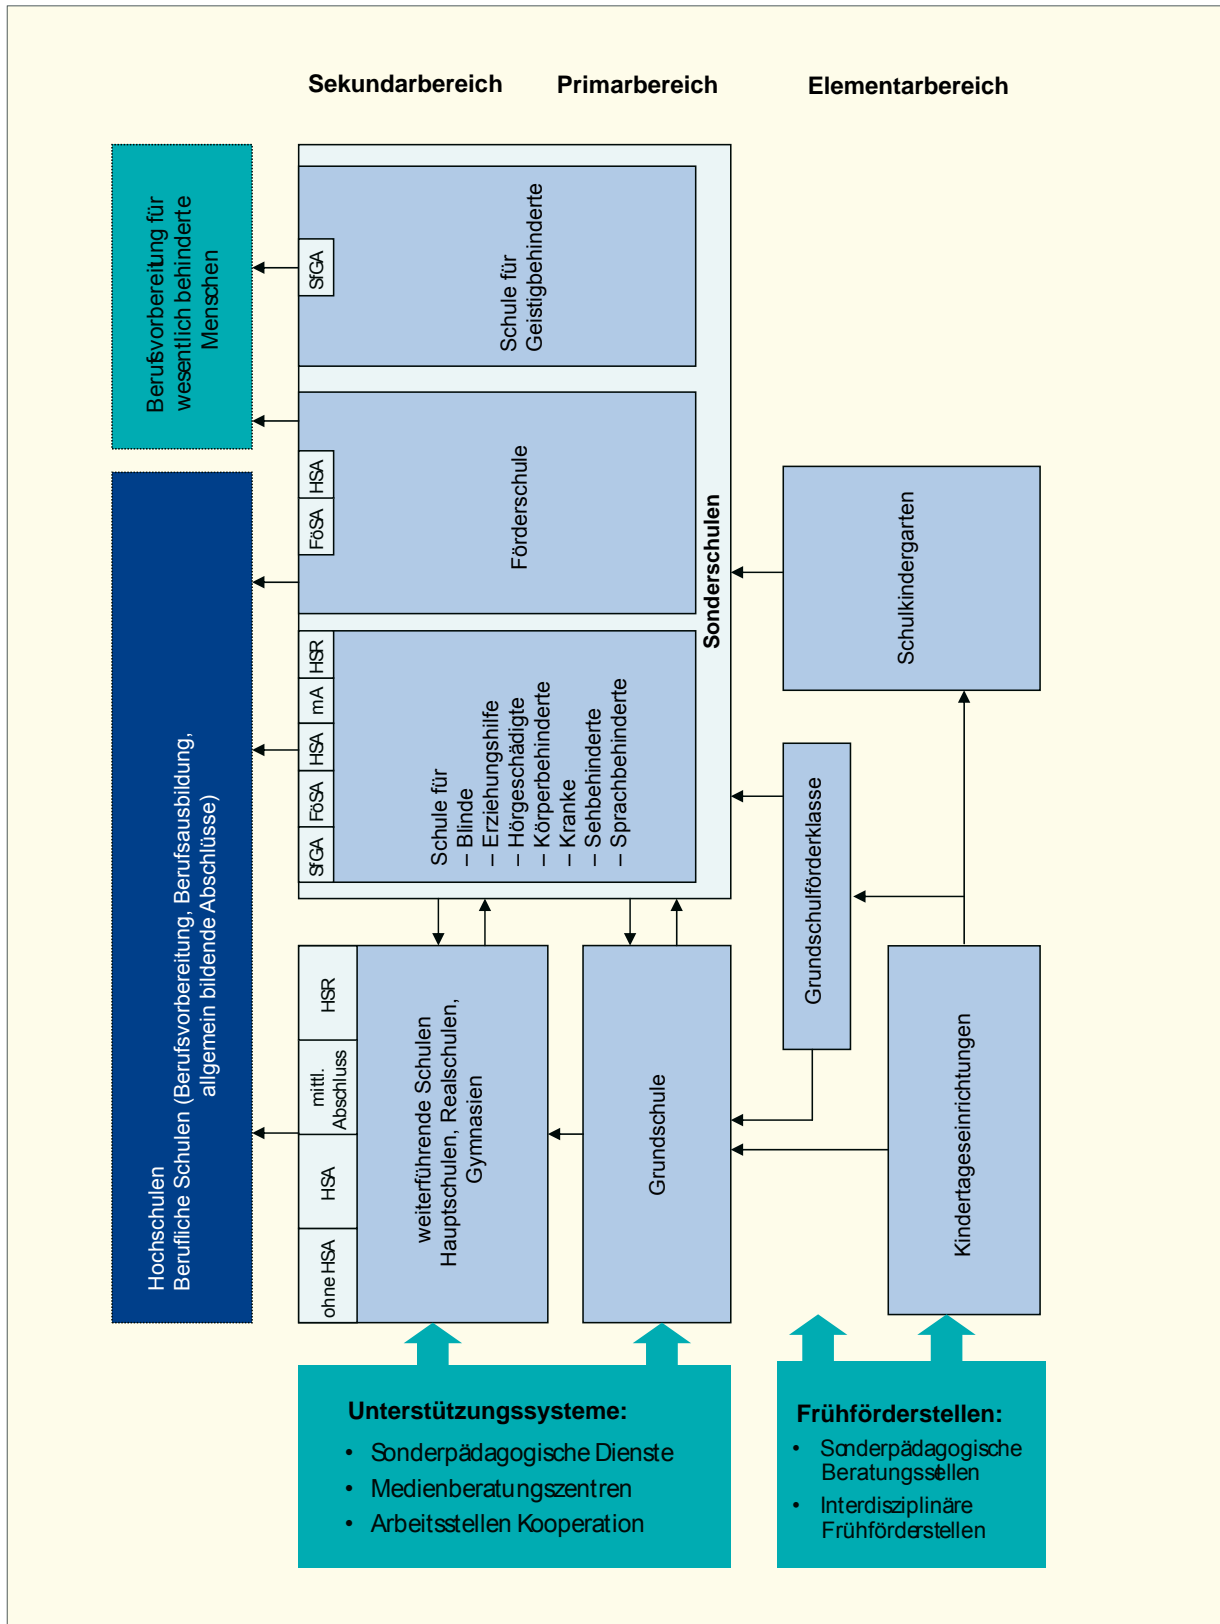 Sekundarbereich
Primarbereich
Elementarbereich
Berufsvorbereitung für
wesentlich behinderte
Menschen
SfGA
Schule für
Geistigbehinderte
HSA
FöSA
Förderschule
Sonderschulen
Schulkindergarten
Hochschulen
Berufliche Schulen (Berufsvorbereitung, Berufsausbildung,
allgemein bildende Abschlüsse)
HSR
mA
HSA
FöSA
SfGA
Schule für
– Blinde
– Erziehungshilfe
– Hörgeschädigte
– Körperbehinderte
– Kranke
– Sehbehinderte
– Sprachbehinderte
Grundschulförderklasse
HSR
mittl.
Abschluss
HSA
ohne HSA
weiterführende Schulen
Hauptschulen, Realschulen,
Gymnasien
Grundschule
Kindertageseinrichtungen
Unterstützungssysteme:
• Sonderpädagogische Dienste
• Medienberatungszentren
• Arbeitsstellen Kooperation
Frühförderstellen:
• Sonderpädagogische
Beratungsstellen
• Interdisziplinäre
Frühförderstellen